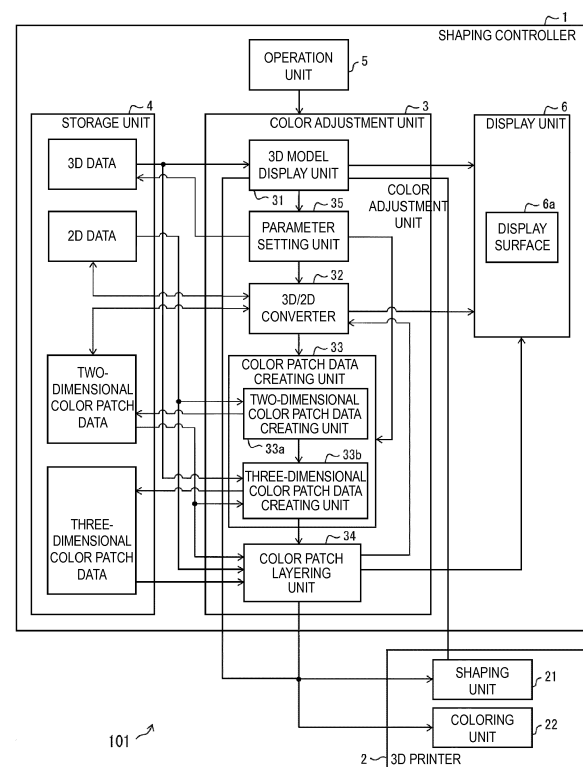 1
SHAPING CONTROLLER
OPERATION
UNIT
5
4
STORAGE UNIT
3
COLOR ADJUSTMENT UNIT
6
DISPLAY UNIT
3D DATA
3D MODEL
DISPLAY UNIT
31
COLOR
ADJUSTMENT
UNIT
6a
DISPLAY
SURFACE
35
2D DATA
PARAMETER
SETTING UNIT
32
3D/2D
CONVERTER
33
COLOR PATCH DATA
CREATING UNIT
TWO-
DIMENSIONAL
COLOR PATCH
DATA
TWO-DIMENSIONAL
COLOR PATCH DATA
CREATING UNIT
33a
33b
THREE-DIMENSIONAL
COLOR PATCH DATA
CREATING UNIT
THREE-
DIMENSIONAL
COLOR PATCH
DATA
34
COLOR PATCH
LAYERING
UNIT
SHAPING
UNIT
21
COLORING
UNIT
22
101
2
3D PRINTER